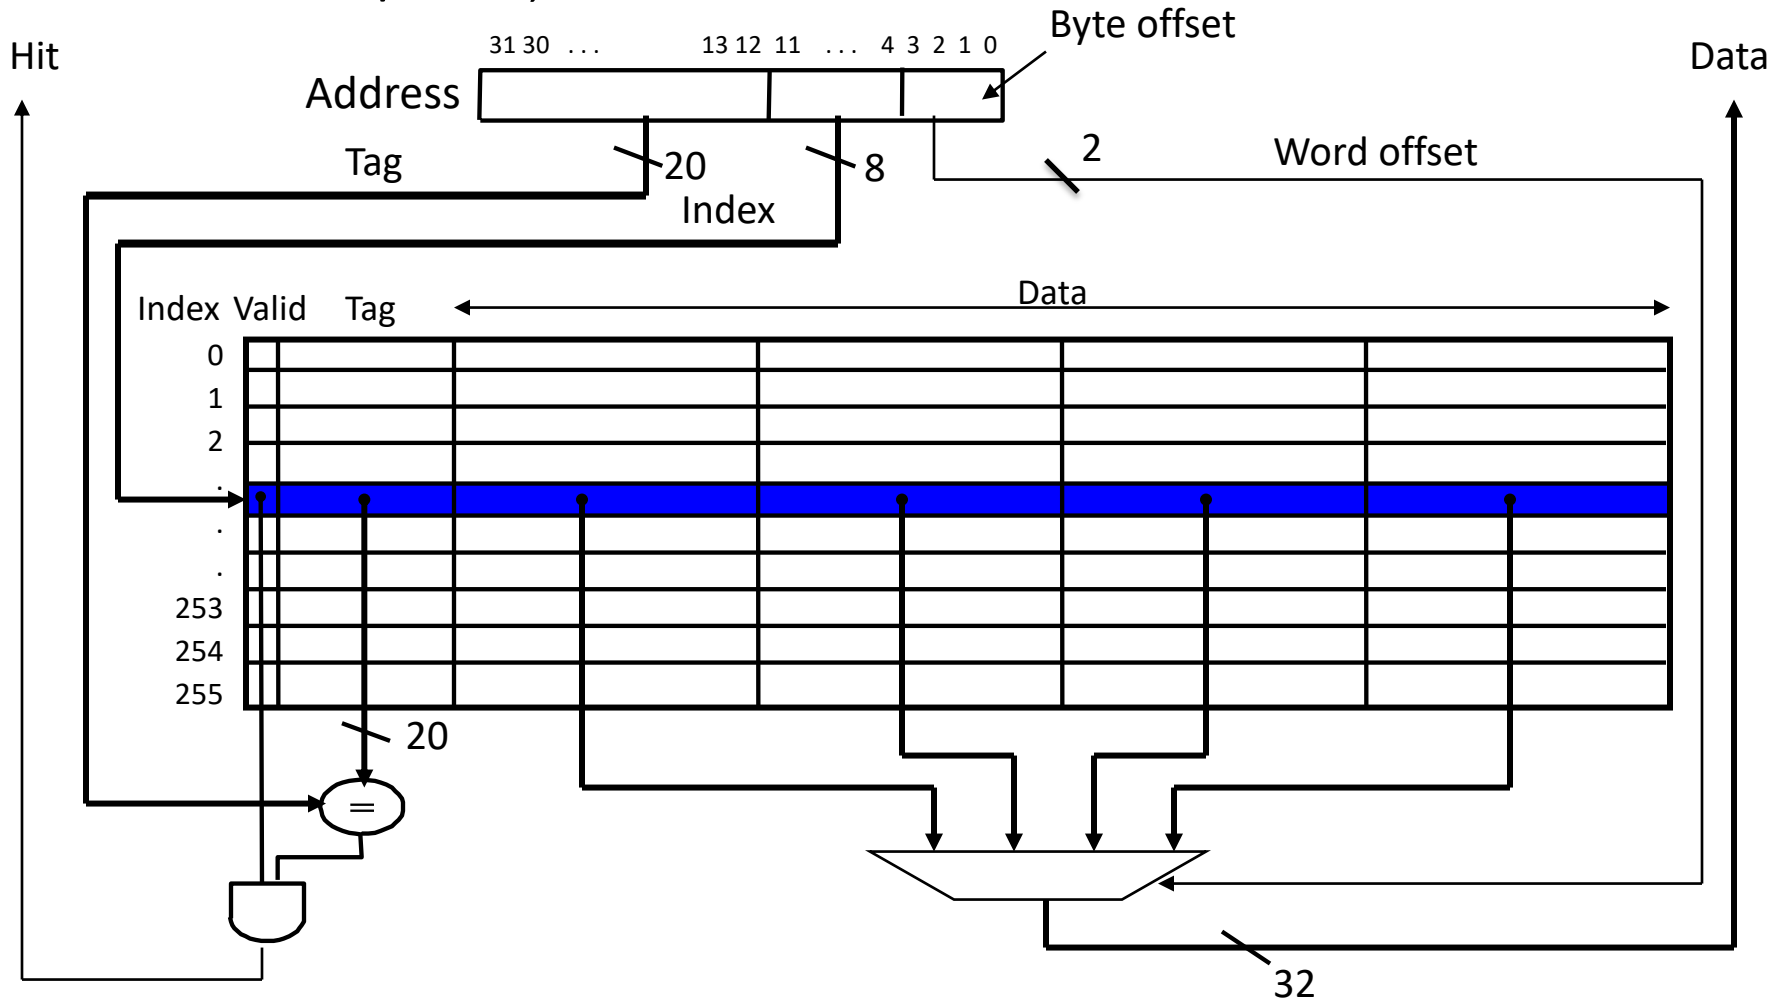 Byte offset
Hit
31 30 . . . 13 12 11 . . . 4 3 2 1 0
Data
Address
Tag
20
8
2
Word offset
Index
Index Valid Tag
Data
0
1
2
.
.
.
253
254
255
20
=
32